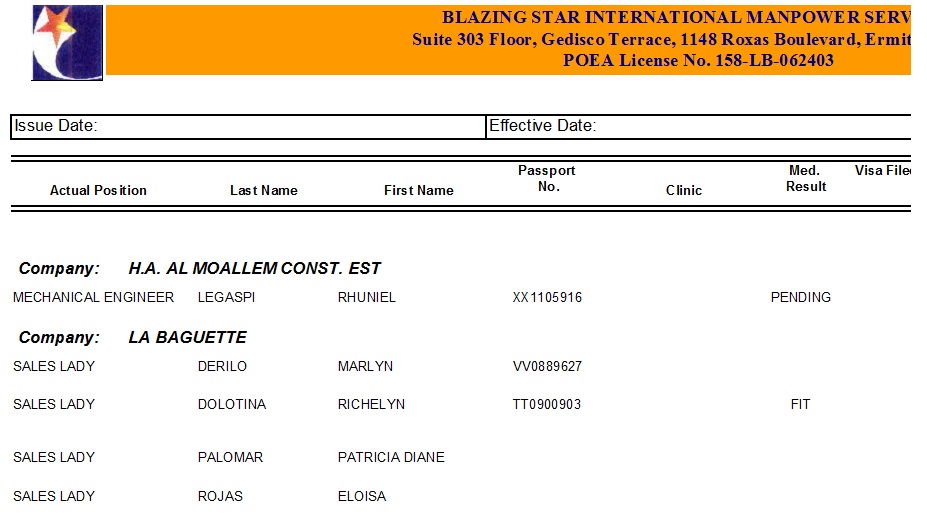 BLAZING STAR INTERNATIONAL MANPOWER SERV
Suite 303 Floor, Gedisco Terrace, 1148 Roxas Boulevard, Ermit
POEA License No. 158-LB-062403
Issue Date: Effective Date:
Actual Position Last Name First Name Passport No. Clinic Med. Result Visa Filed
Company: H.A. AL MOALLEM CONST. EST
MECHANICAL ENGINEER LEGASPI RHUNIEL XX1105916 PENDING
Company: LA BAGUETTE
SALES LADY DERILO MARLYN VV0889627
SALES LADY DOLOTINA RICHELYN TT0900903 FIT
SALES LADY PALOMAR PATRICIA DIANE
SALES LADY ROJAS ELOISA